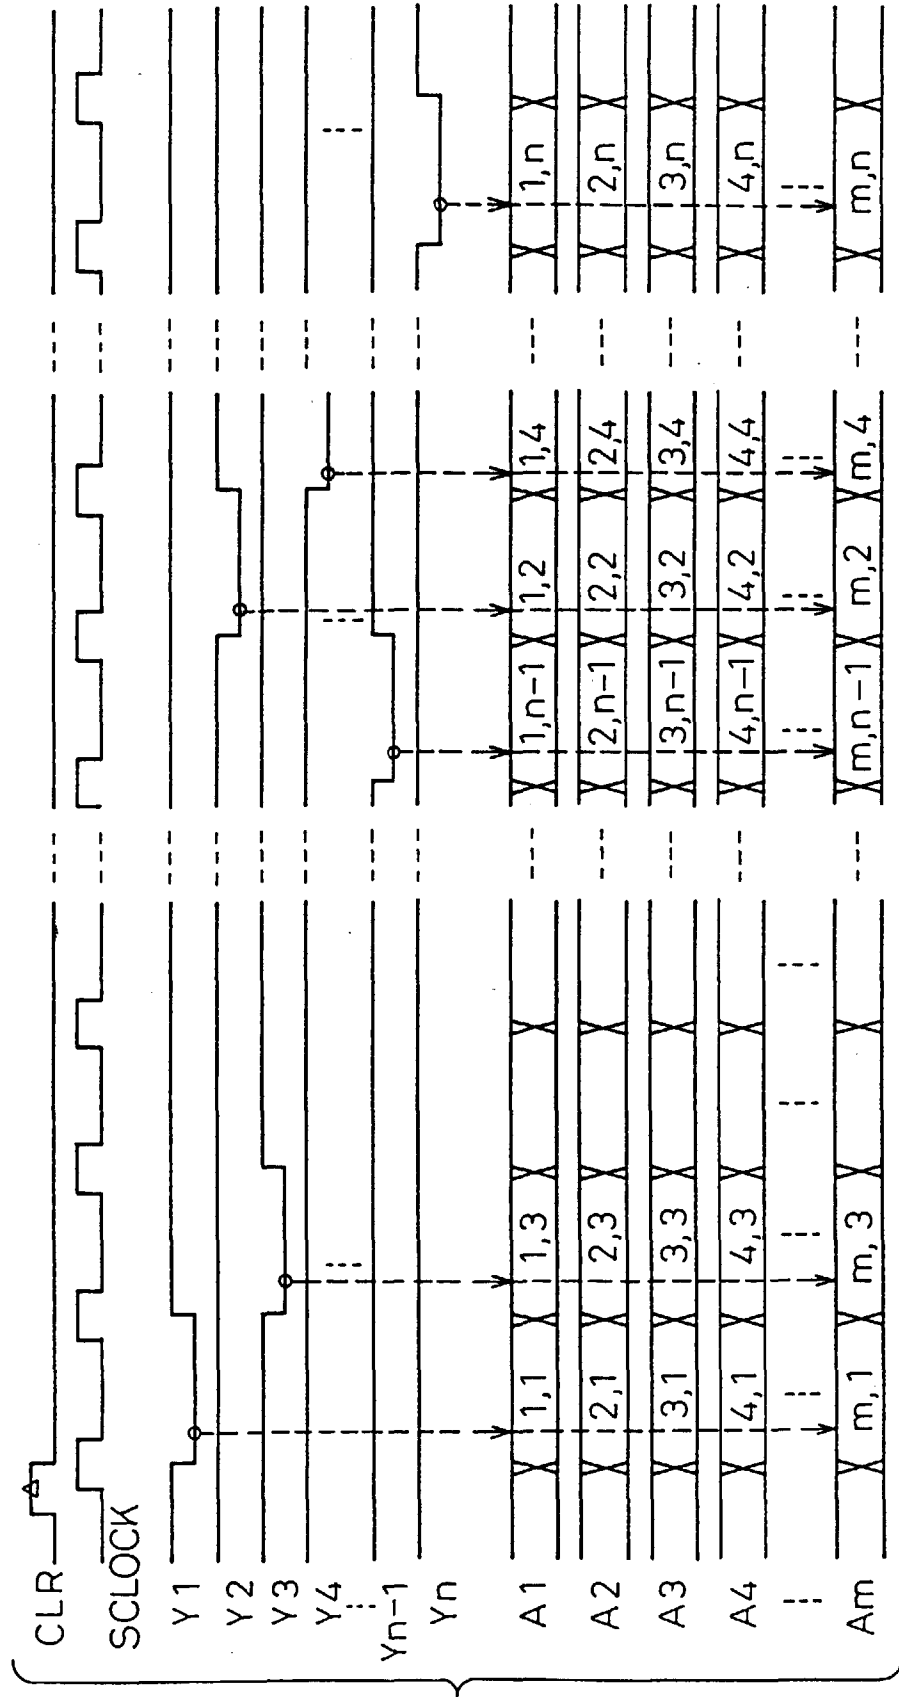 CLR
SCLOCK
Y1
Y2
Y3
Y4
Yn-1
Yn
A1 1,1 1,3 1,n-1 1,2 1,4 1,n
A2 2,1 2,3 2,n-1 2,2 2,4 2,n
A3 3,1 3,3 3,n-1 3,2 3,4 3,n
A4 4,1 4,3 4,n-1 4,2 4,4 4,n
Am m,1 m,3 m,n-1 m,2 m,4 m,n